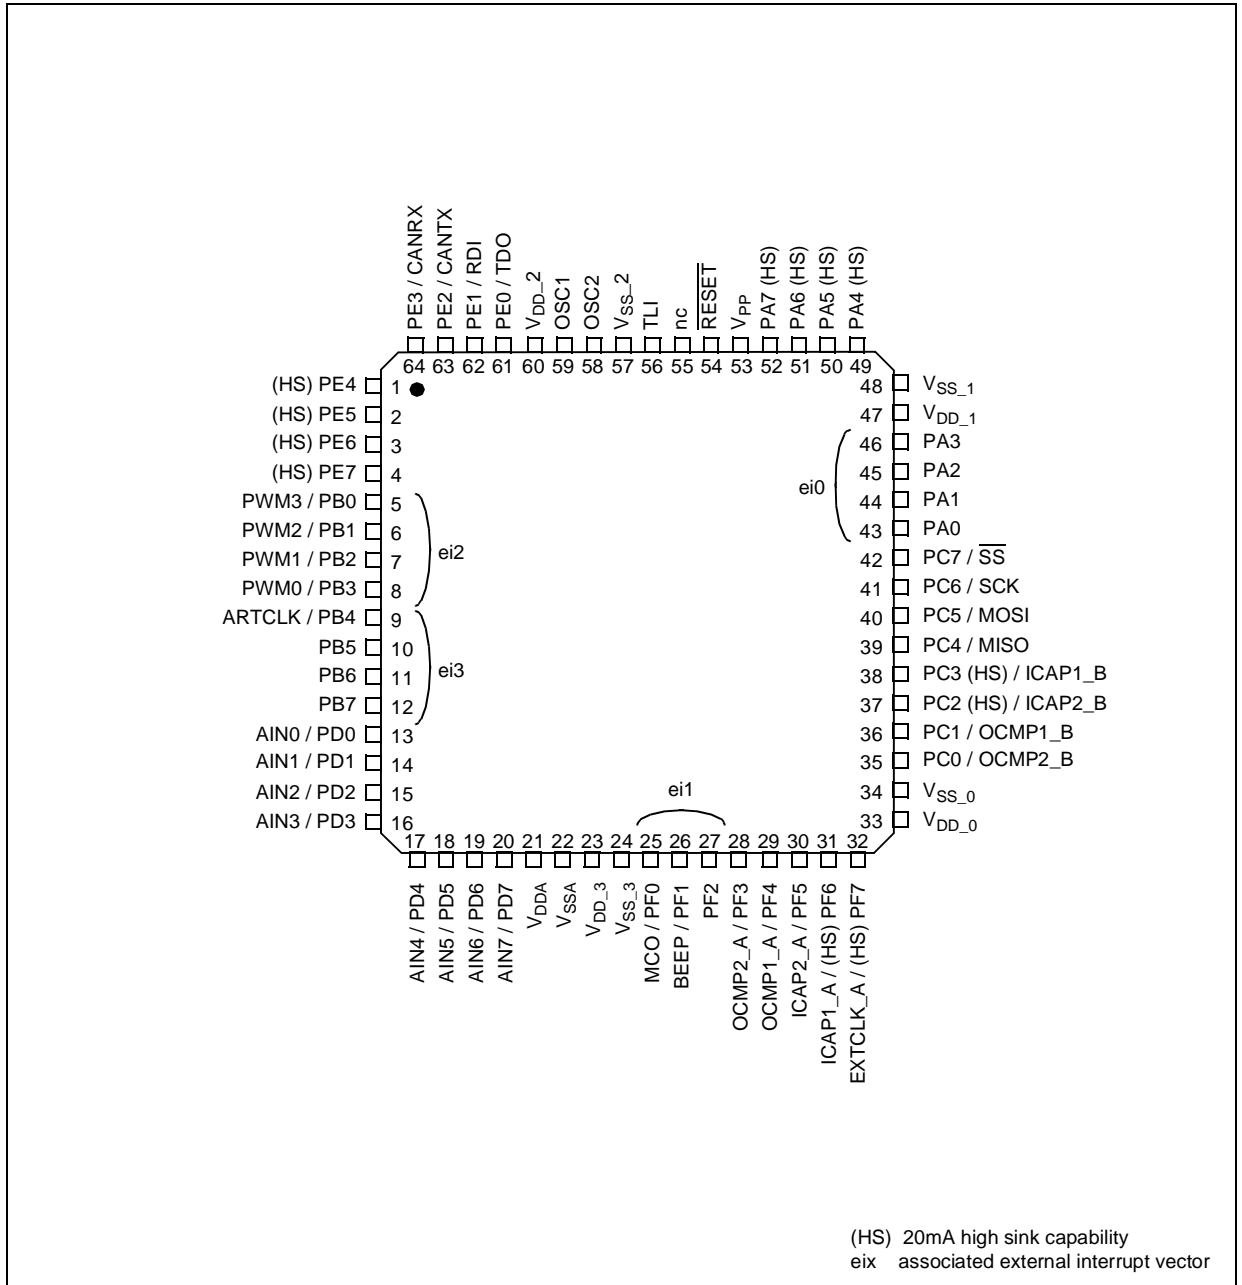 PE3 / CANRX
PE2 / CANTX
PE1 / RDI
PE0 / TDO
VDD_2
OSC1
OSC2
VSS_2
TLI
nc
RESET
VPP
PA7 (HS)
PA6 (HS)
PA5 (HS)
PA4 (HS)
64 63 62 61 60 59 58 57 56 55 54 53 52 51 50 49
(HS) PE4 1
(HS) PE5 2
(HS) PE6 3
(HS) PE7 4
PWM3 / PB0 5
PWM2 / PB1 6
PWM1 / PB2 7
PWM0 / PB3 8
ei2
ARTCLK / PB4 9
PB5 10
PB6 11
PB7 12
ei3
AIN0 / PD0 13
AIN1 / PD1 14
AIN2 / PD2 15
AIN3 / PD3 16
48 VSS_1
47 VDD_1
46 PA3
45 PA2
44 PA1
43 PA0
ei0
42 PC7 / SS
41 PC6 / SCK
40 PC5 / MOSI
39 PC4 / MISO
38 PC3 (HS) / ICAP1_B
37 PC2 (HS) / ICAP2_B
36 PC1 / OCMP1_B
35 PC0 / OCMP2_B
34 VSS_0
33 VDD_0
ei1
17 18 19 20 21 22 23 24 25 26 27 28 29 30 31 32
AIN4 / PD4
AIN5 / PD5
AIN6 / PD6
AIN7 / PD7
VDDA
VSSA
VDD_3
VSS_3
MCO / PF0
BEEP / PF1
PF2
OCMP2_A / PF3
OCMP1_A / PF4
ICAP2_A / PF5
ICAP1_A / (HS) PF6
EXTCLK_A / (HS) PF7
(HS) 20mA high sink capability
eix associated external interrupt vector